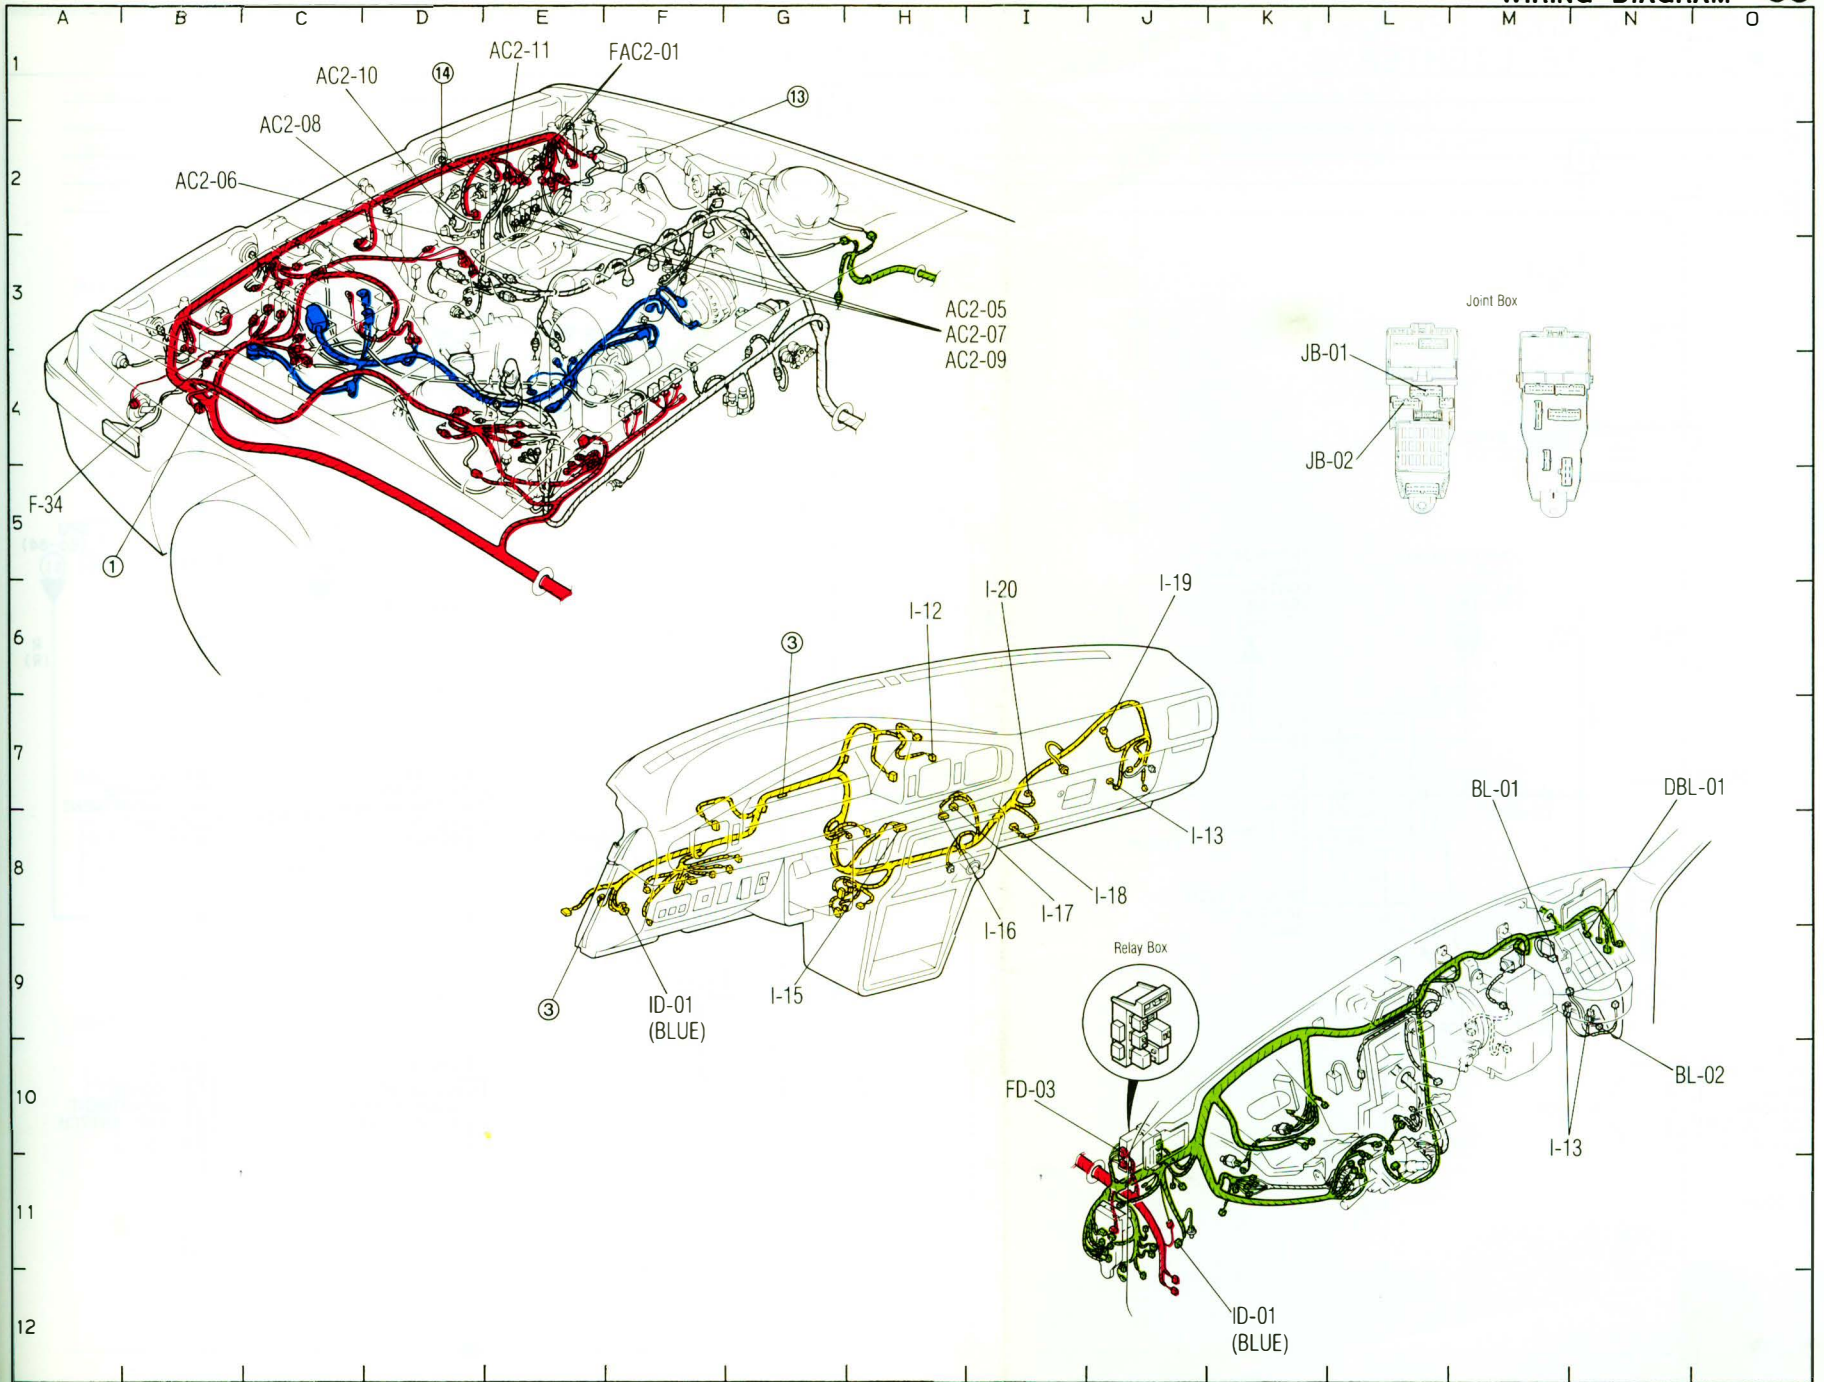 WIRING DIAGRAM
A B C D E F G H I J K L M N O
1
AC2-11
FAC2-01
AC2-10
14
13
AC2-08
2
AC2-06
3
AC2-05
AC2-07
AC2-09
Joint Box
JB-01
4
JB-02
F-34
5
1
I-20
I-19
I-12
6
3
7
BL-01
DBL-01
I-13
8
I-18
I-17
I-16
Relay Box
9
I-15
ID-01
(BLUE)
3
FD-03
BL-02
10
I-13
11
ID-01
(BLUE)
12